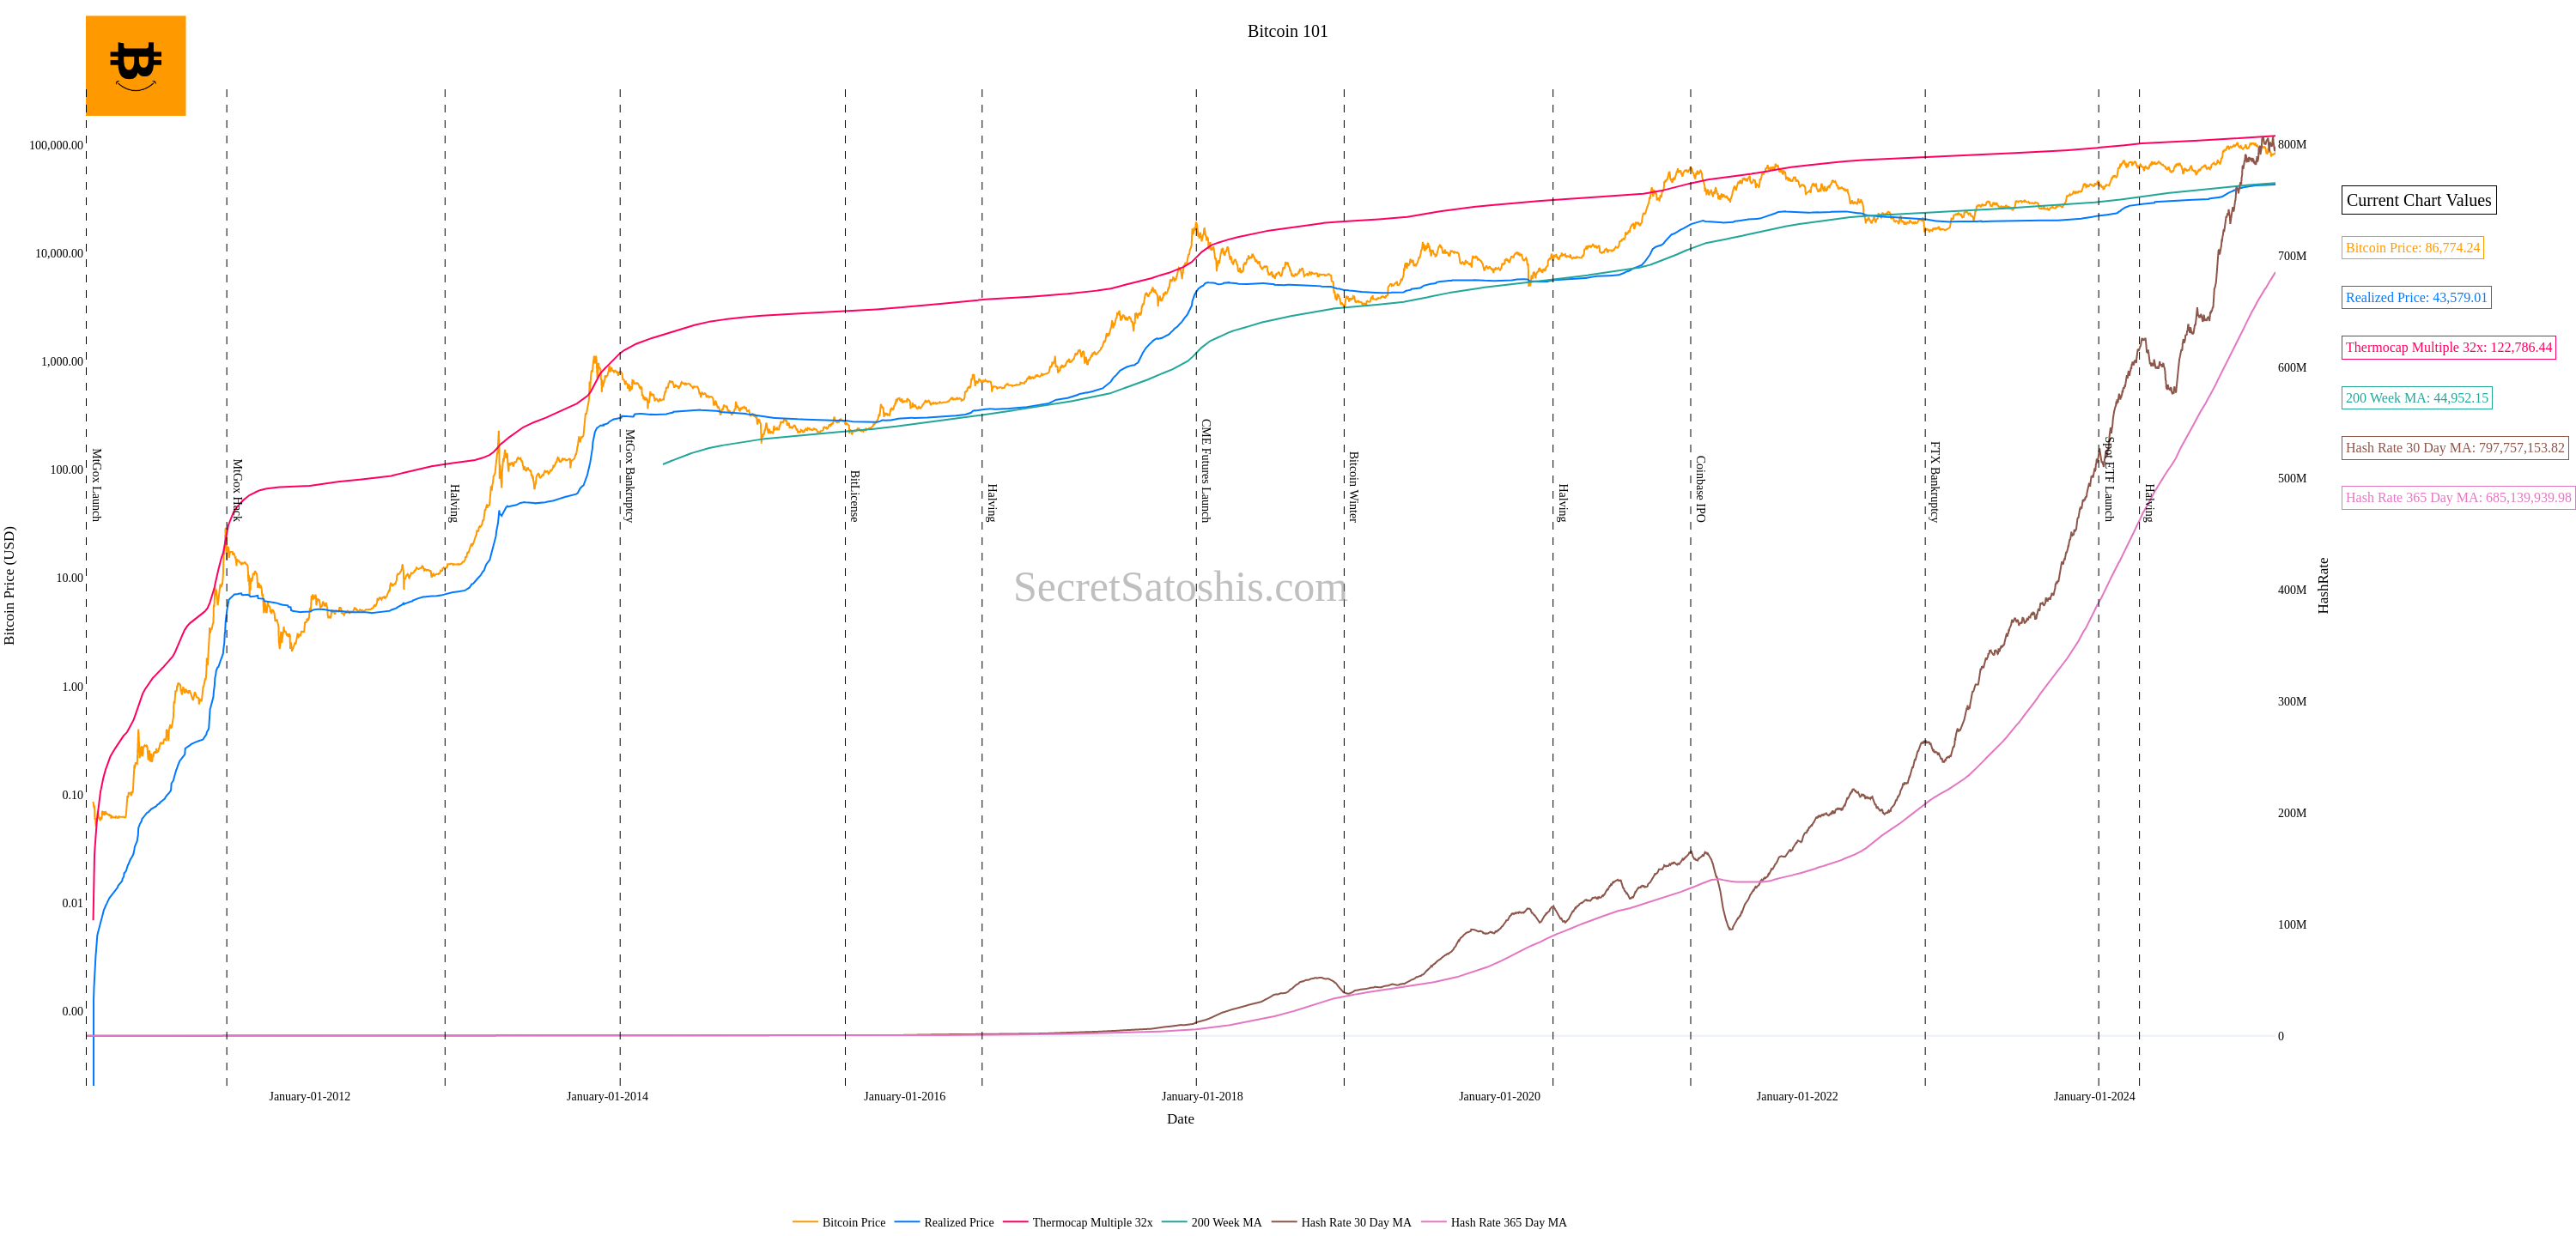 Bitcoin 101
Bitcoin Price (USD)
100,000.00
10,000.00
1,000.00
100.00
10.00
1.00
0.10
0.01
0.00
MtGox Launch
MtGox Hack
Halving
MtGox Bankruptcy
BitLicense
Halving
CME Futures Launch
Bitcoin Winter
Halving
Coinbase IPO
FTX Bankruptcy
Spot ETF Launch
Halving
SecretSatoshis.com
800M
700M
600M
500M
400M
300M
200M
100M
0
HashRate
Current Chart Values
Bitcoin Price: 86,774.24
Realized Price: 43,579.01
Thermocap Multiple 32x: 122,786.44
200 Week MA: 44,952.15
Hash Rate 30 Day MA: 797,757,153.82
Hash Rate 365 Day MA: 685,139,939.98
January-01-2012
January-01-2014
January-01-2016
January-01-2018
January-01-2020
January-01-2022
January-01-2024
Date
Bitcoin Price
Realized Price
Thermocap Multiple 32x
200 Week MA
Hash Rate 30 Day MA
Hash Rate 365 Day MA